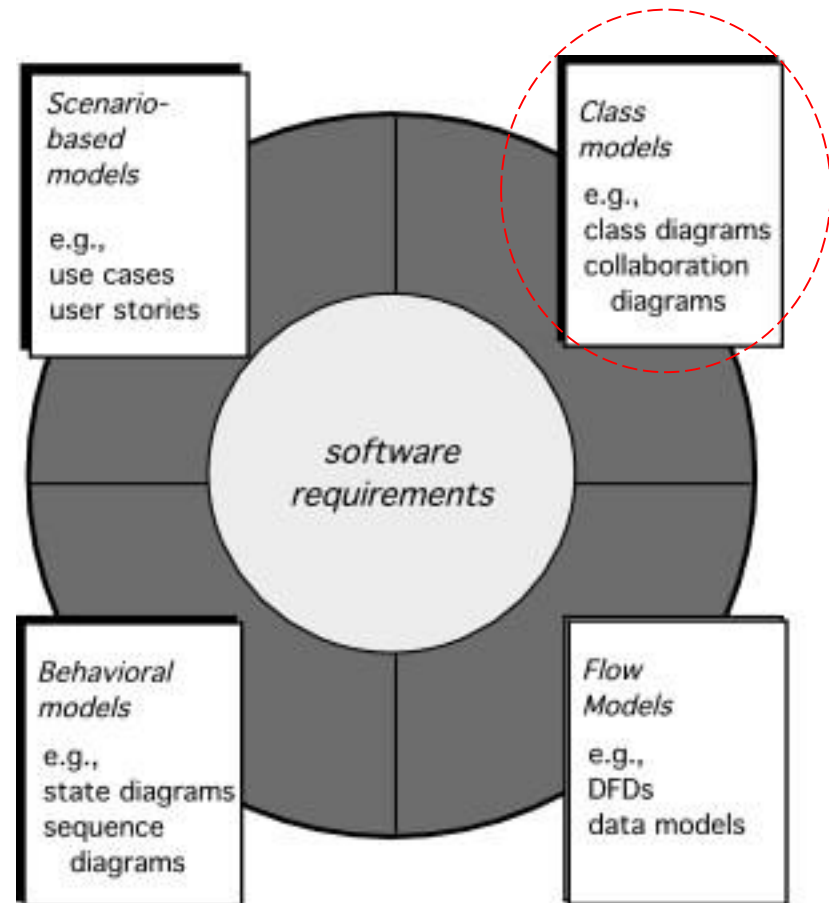 Scenario-
based
models
e.g.,
use cases
user stories
Class
models
e.g.,
class diagrams
collaboration
diagrams
software
requirements
Behavioral
models
e.g.,
state diagrams
sequence
diagrams
Flow
Models
e.g.,
DFDs
data models